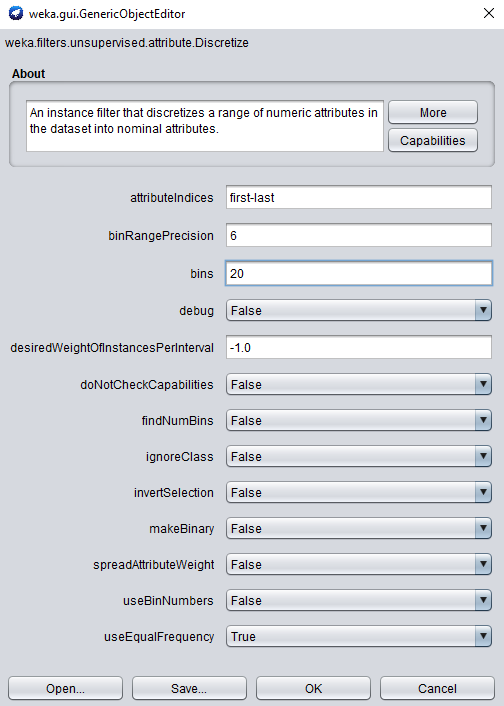 weka.gui.GenericObjectEditor
weka.filters.unsupervised.attribute.Discretize
About
An instance filter that discretizes a range of numeric attributes in
the dataset into nominal attributes.
More
Capabilities
attributeIndices first-last
binRangePrecision 6
bins 20
debug False
desiredWeightOfInstancesPerInterval -1.0
doNotCheckCapabilities False
findNumBins False
ignoreClass False
invertSelection False
makeBinary False
spreadAttributeWeight False
useBinNumbers False
useEqualFrequency True
Open... Save... OK Cancel